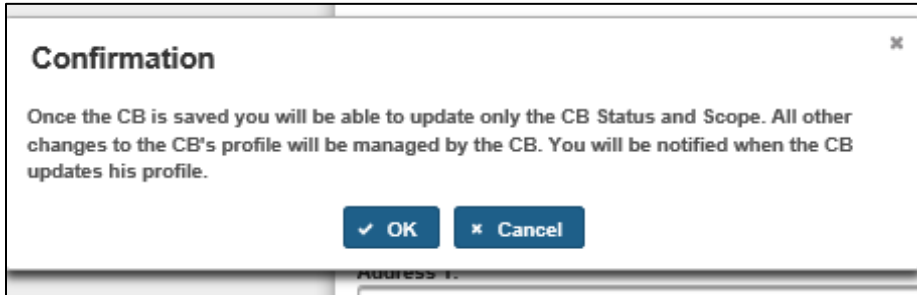 Confirmation
Once the CB is saved you will be able to update only the CB Status and Scope. All other
changes to the CB's profile will be managed by the CB. You will be notified when the CB
updates his profile.
OK
Cancel
Address 1: